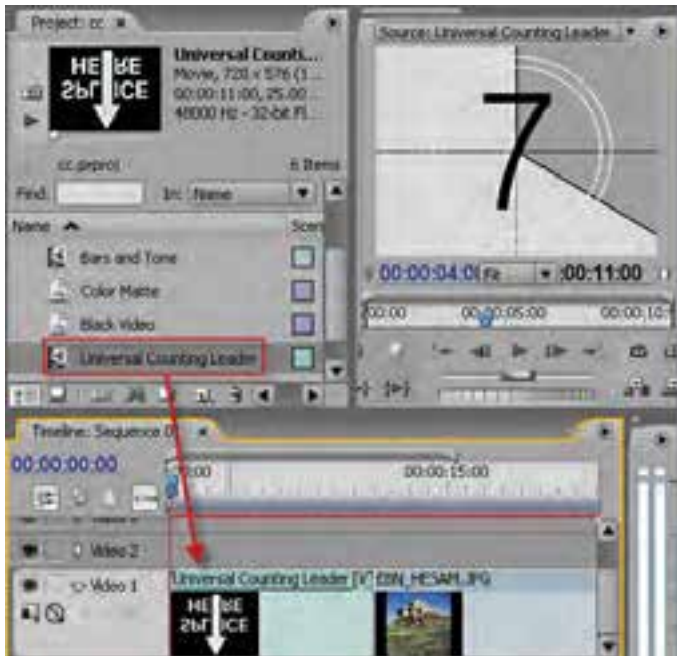 Project: cc
Universal Counti...
Movie, 720 x 576 (1...
00:00:11:00, 25.00 ...
48000 Hz - 32-bit Fl...
HERE
SPLICE
cc.prproj
6 Items
Find:
In: Name
Name
Bars and Tone
Color Matte
Black Video
Universal Counting Leader
Source: Universal Counting Leader
7
00:00:04:0
Fit
:00:11:00
00:00
00:00:05:00
00:00:10:
Timeline: Sequence 0
00:00:00:00
00:00
00:00:15:00
Video 2
Video 1
Universal Counting Leader [V]
EBN_HESAM.JPG
HERE
SPLICE